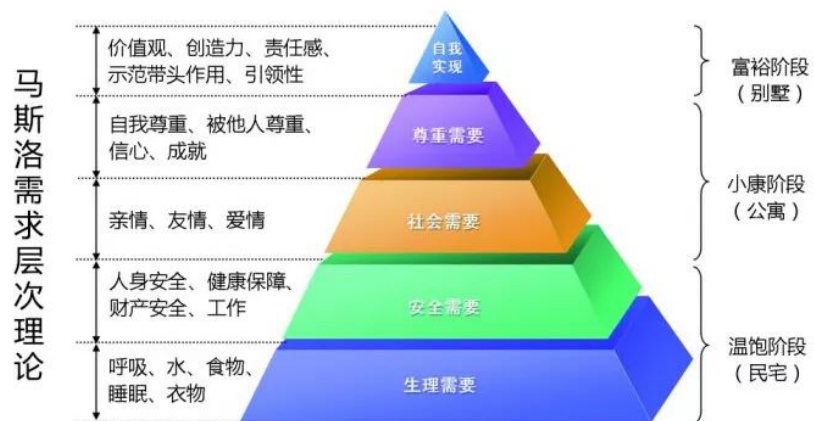 马斯洛需求层次理论
价值观、创造力、责任感、
示范带头作用、引领性
自我
实现
富裕阶段
（别墅）
自我尊重、被他人尊重、
信心、成就
尊重需要
小康阶段
（公寓）
亲情、友情、爱情
社会需要
人身安全、健康保障、
财产安全、工作
安全需要
温饱阶段
（民宅）
呼吸、水、食物、
睡眠、衣物
生理需要